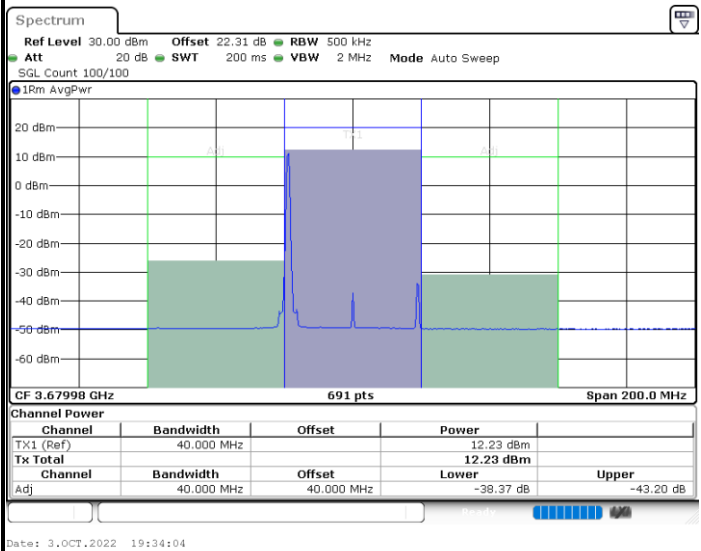 Spectrum
Ref Level 30.00 dBm Offset 22.31 dB RBW 500 kHz
Att 20 dB SWT 200 ms VBW 2 MHz Mode Auto Sweep
SGL Count 100/100
1Rm AvgPwr
20 dBm
TX1
10 dBm
Adj Adj
0 dBm
-10 dBm
-20 dBm
-30 dBm
-40 dBm
-50 dBm
-60 dBm
CF 3.67998 GHz 691 pts Span 200.0 MHz
Channel Power
Channel Bandwidth Offset Power
TX1 (Ref) 40.000 MHz 12.23 dBm
Tx Total 12.23 dBm
Channel Bandwidth Offset Lower Upper
Adj 40.000 MHz 40.000 MHz -38.37 dB -43.20 dB
Ready
Date: 3.OCT.2022 19:34:04